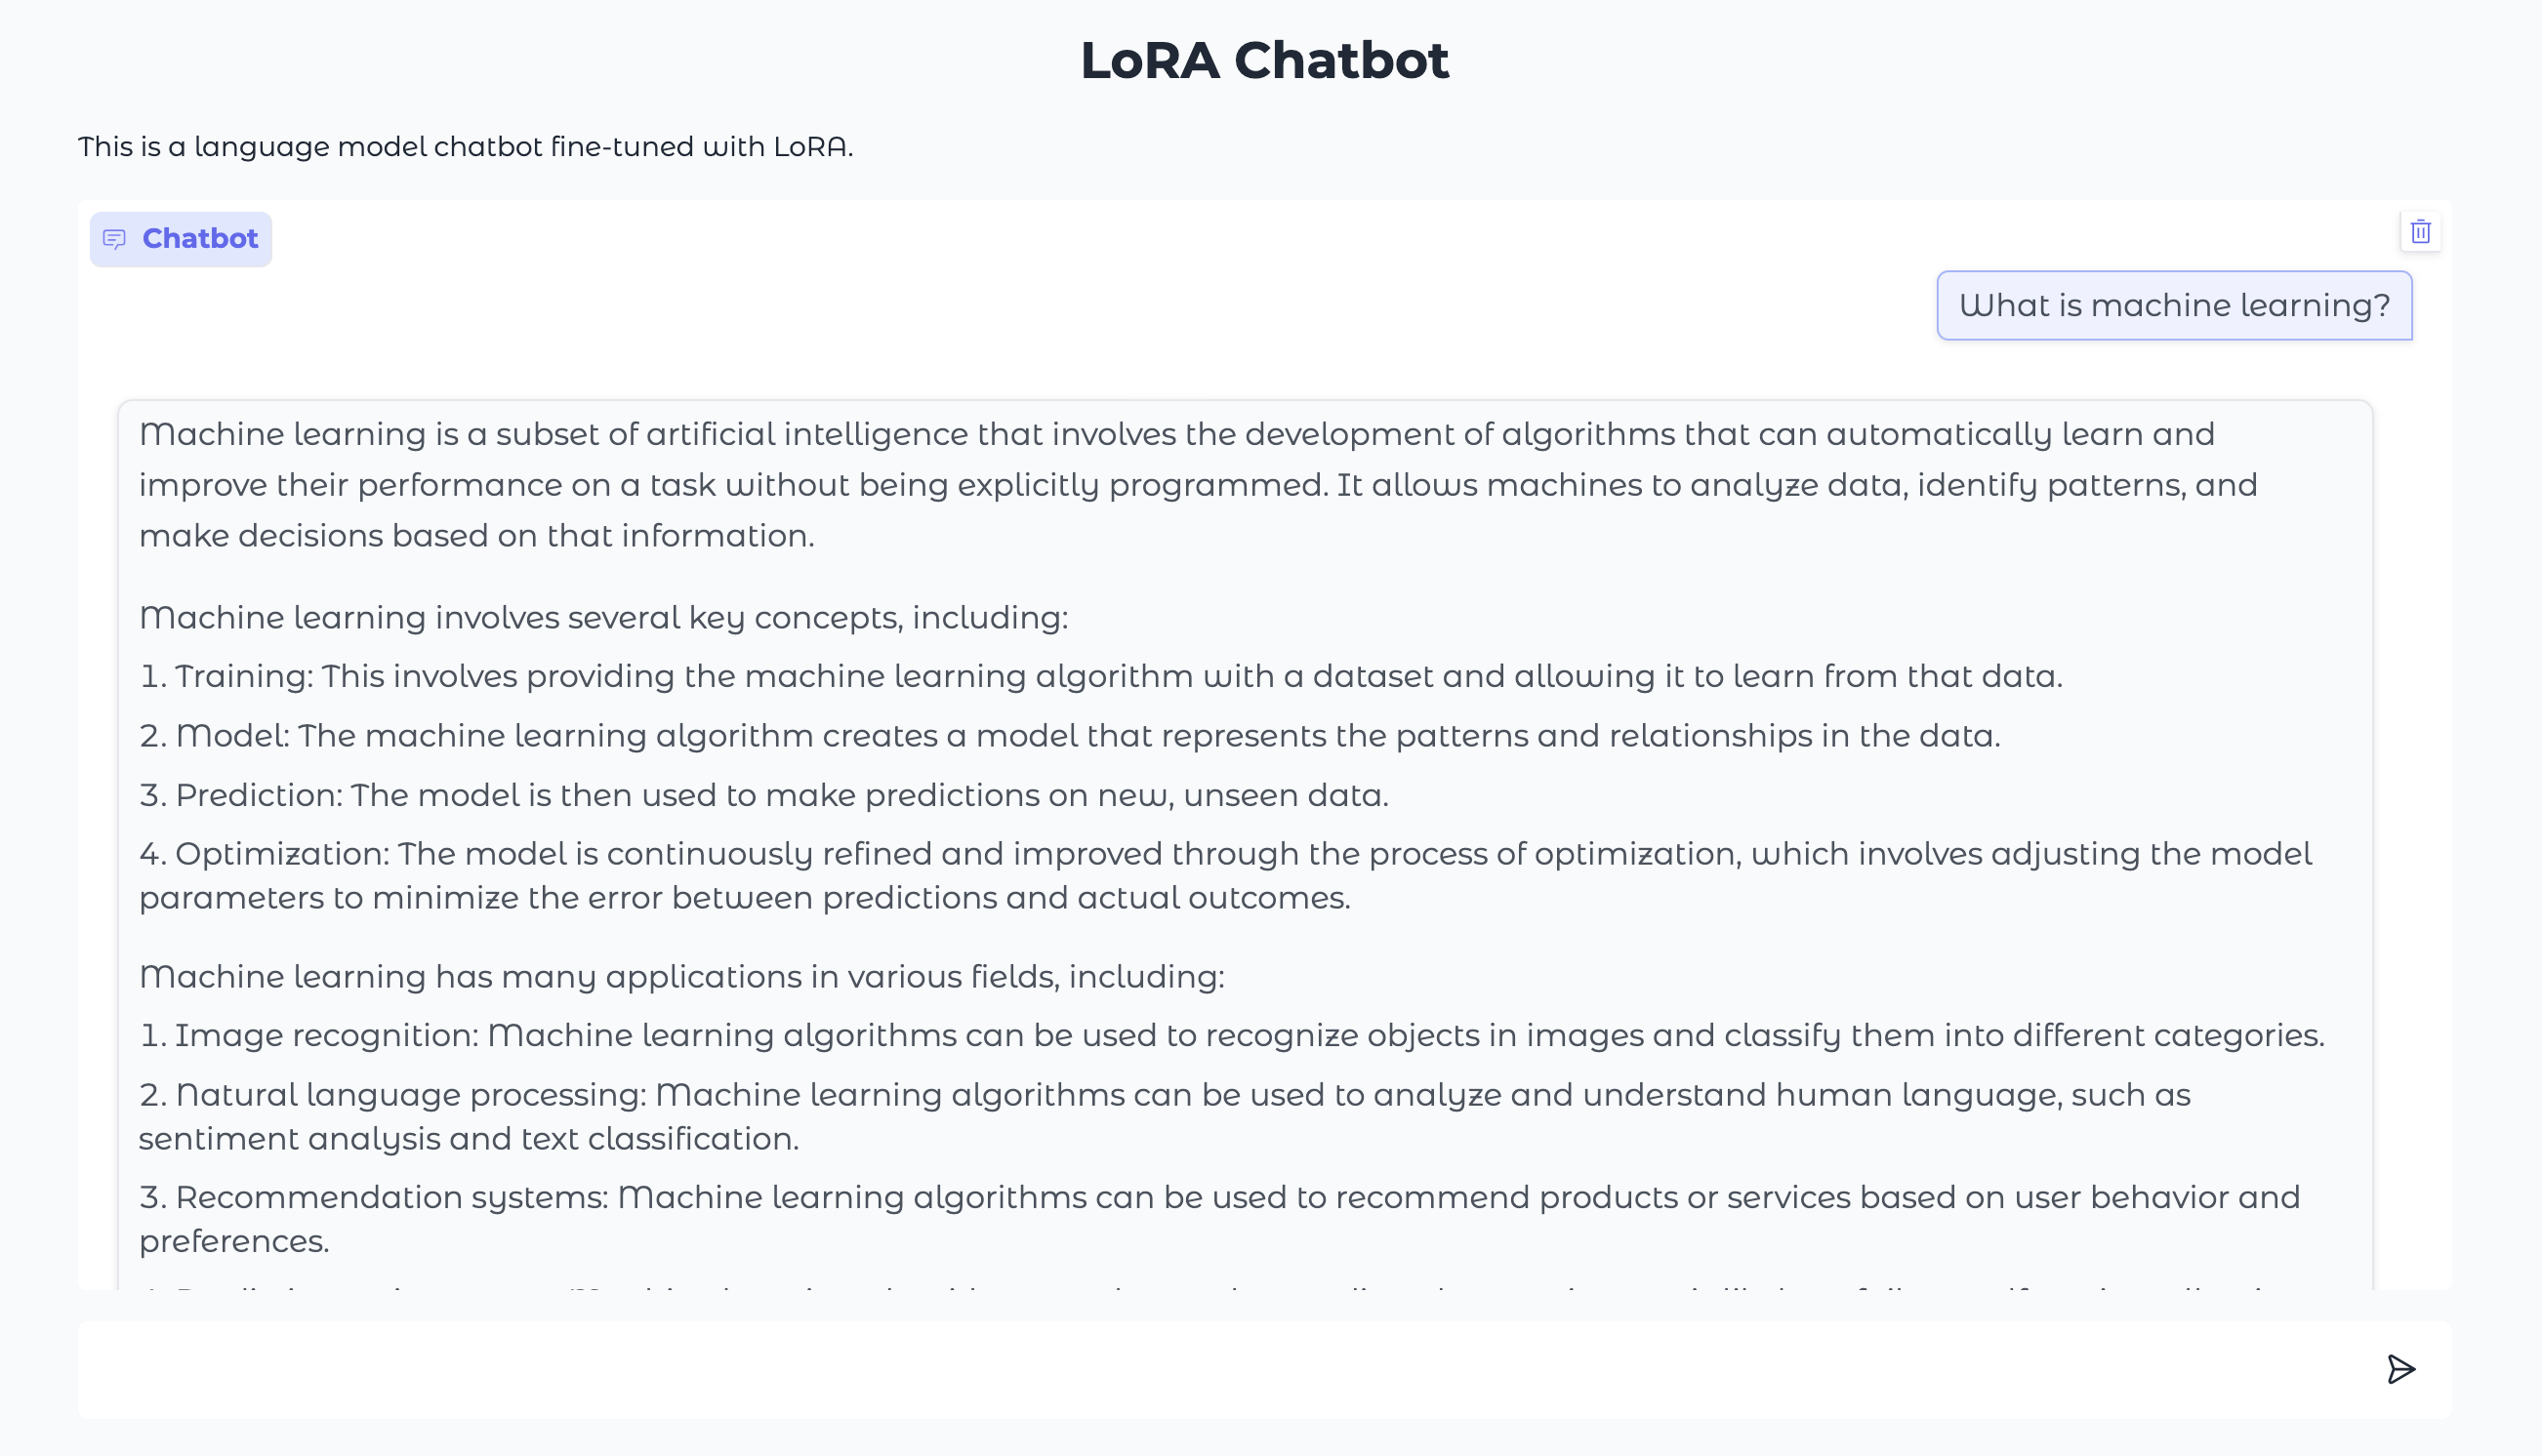 LoRA Chatbot
This is a language model chatbot fine-tuned with LoRA.
Chatbot
What is machine learning?
Machine learning is a subset of artificial intelligence that involves the development of algorithms that can automatically learn and
improve their performance on a task without being explicitly programmed. It allows machines to analyze data, identify patterns, and
make decisions based on that information.
Machine learning involves several key concepts, including:
1. Training: This involves providing the machine learning algorithm with a dataset and allowing it to learn from that data.
2. Model: The machine learning algorithm creates a model that represents the patterns and relationships in the data.
3. Prediction: The model is then used to make predictions on new, unseen data.
4. Optimization: The model is continuously refined and improved through the process of optimization, which involves adjusting the model
parameters to minimize the error between predictions and actual outcomes.
Machine learning has many applications in various fields, including:
1. Image recognition: Machine learning algorithms can be used to recognize objects in images and classify them into different categories.
2. Natural language processing: Machine learning algorithms can be used to analyze and understand human language, such as
sentiment analysis and text classification.
3. Recommendation systems: Machine learning algorithms can be used to recommend products or services based on user behavior and
preferences.